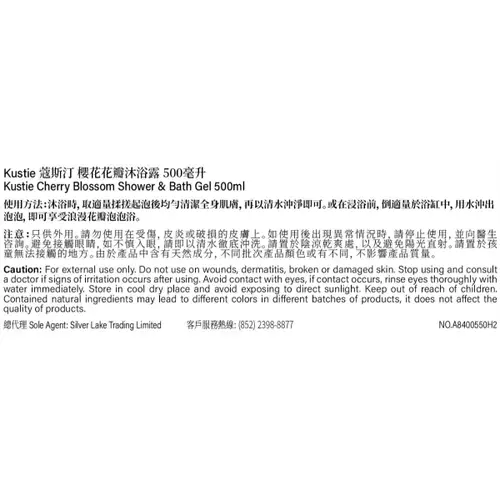 Kustie 蔻斯汀 櫻花花瓣沐浴露 500毫升
Kustie Cherry Blossom Shower & Bath Gel 500ml
使用方法：沐浴時，取適量揉搓起泡後均勻清潔全身肌膚，再以清水沖淨即可。或在浸浴前，倒適量於浴缸中，用水沖出
泡泡，即可享受浪漫花瓣泡泡浴。
注意：只供外用。請勿使用在受傷，皮炎或破損的皮膚上。如使用後出現異常情況時，請停止使用，並向醫生
咨詢。避免接觸眼睛，如不慎入眼，請即以清水徹底沖洗。請置於陰涼乾爽處，以及避免陽光直射。請置於孩
童無法接觸的地方。由於產品中含有天然成分，不同批次產品顏色或有不同，不影響產品質量。
Caution: For external use only. Do not use on wounds, dermatitis, broken or damaged skin. Stop using and consult
a doctor if signs of irritation occurs after using. Avoid contact with eyes, if contact occurs, rinse eyes thoroughly with
water immediately. Store in cool dry place and avoid exposing to direct sunlight. Keep out of reach of children.
Contained natural ingredients may lead to different colors in different batches of products, it does not affect the
quality of products.
總代理 Sole Agent: Silver Lake Trading Limited 客戶服務熱線: (852) 2398-8877 NO.A8400550H2